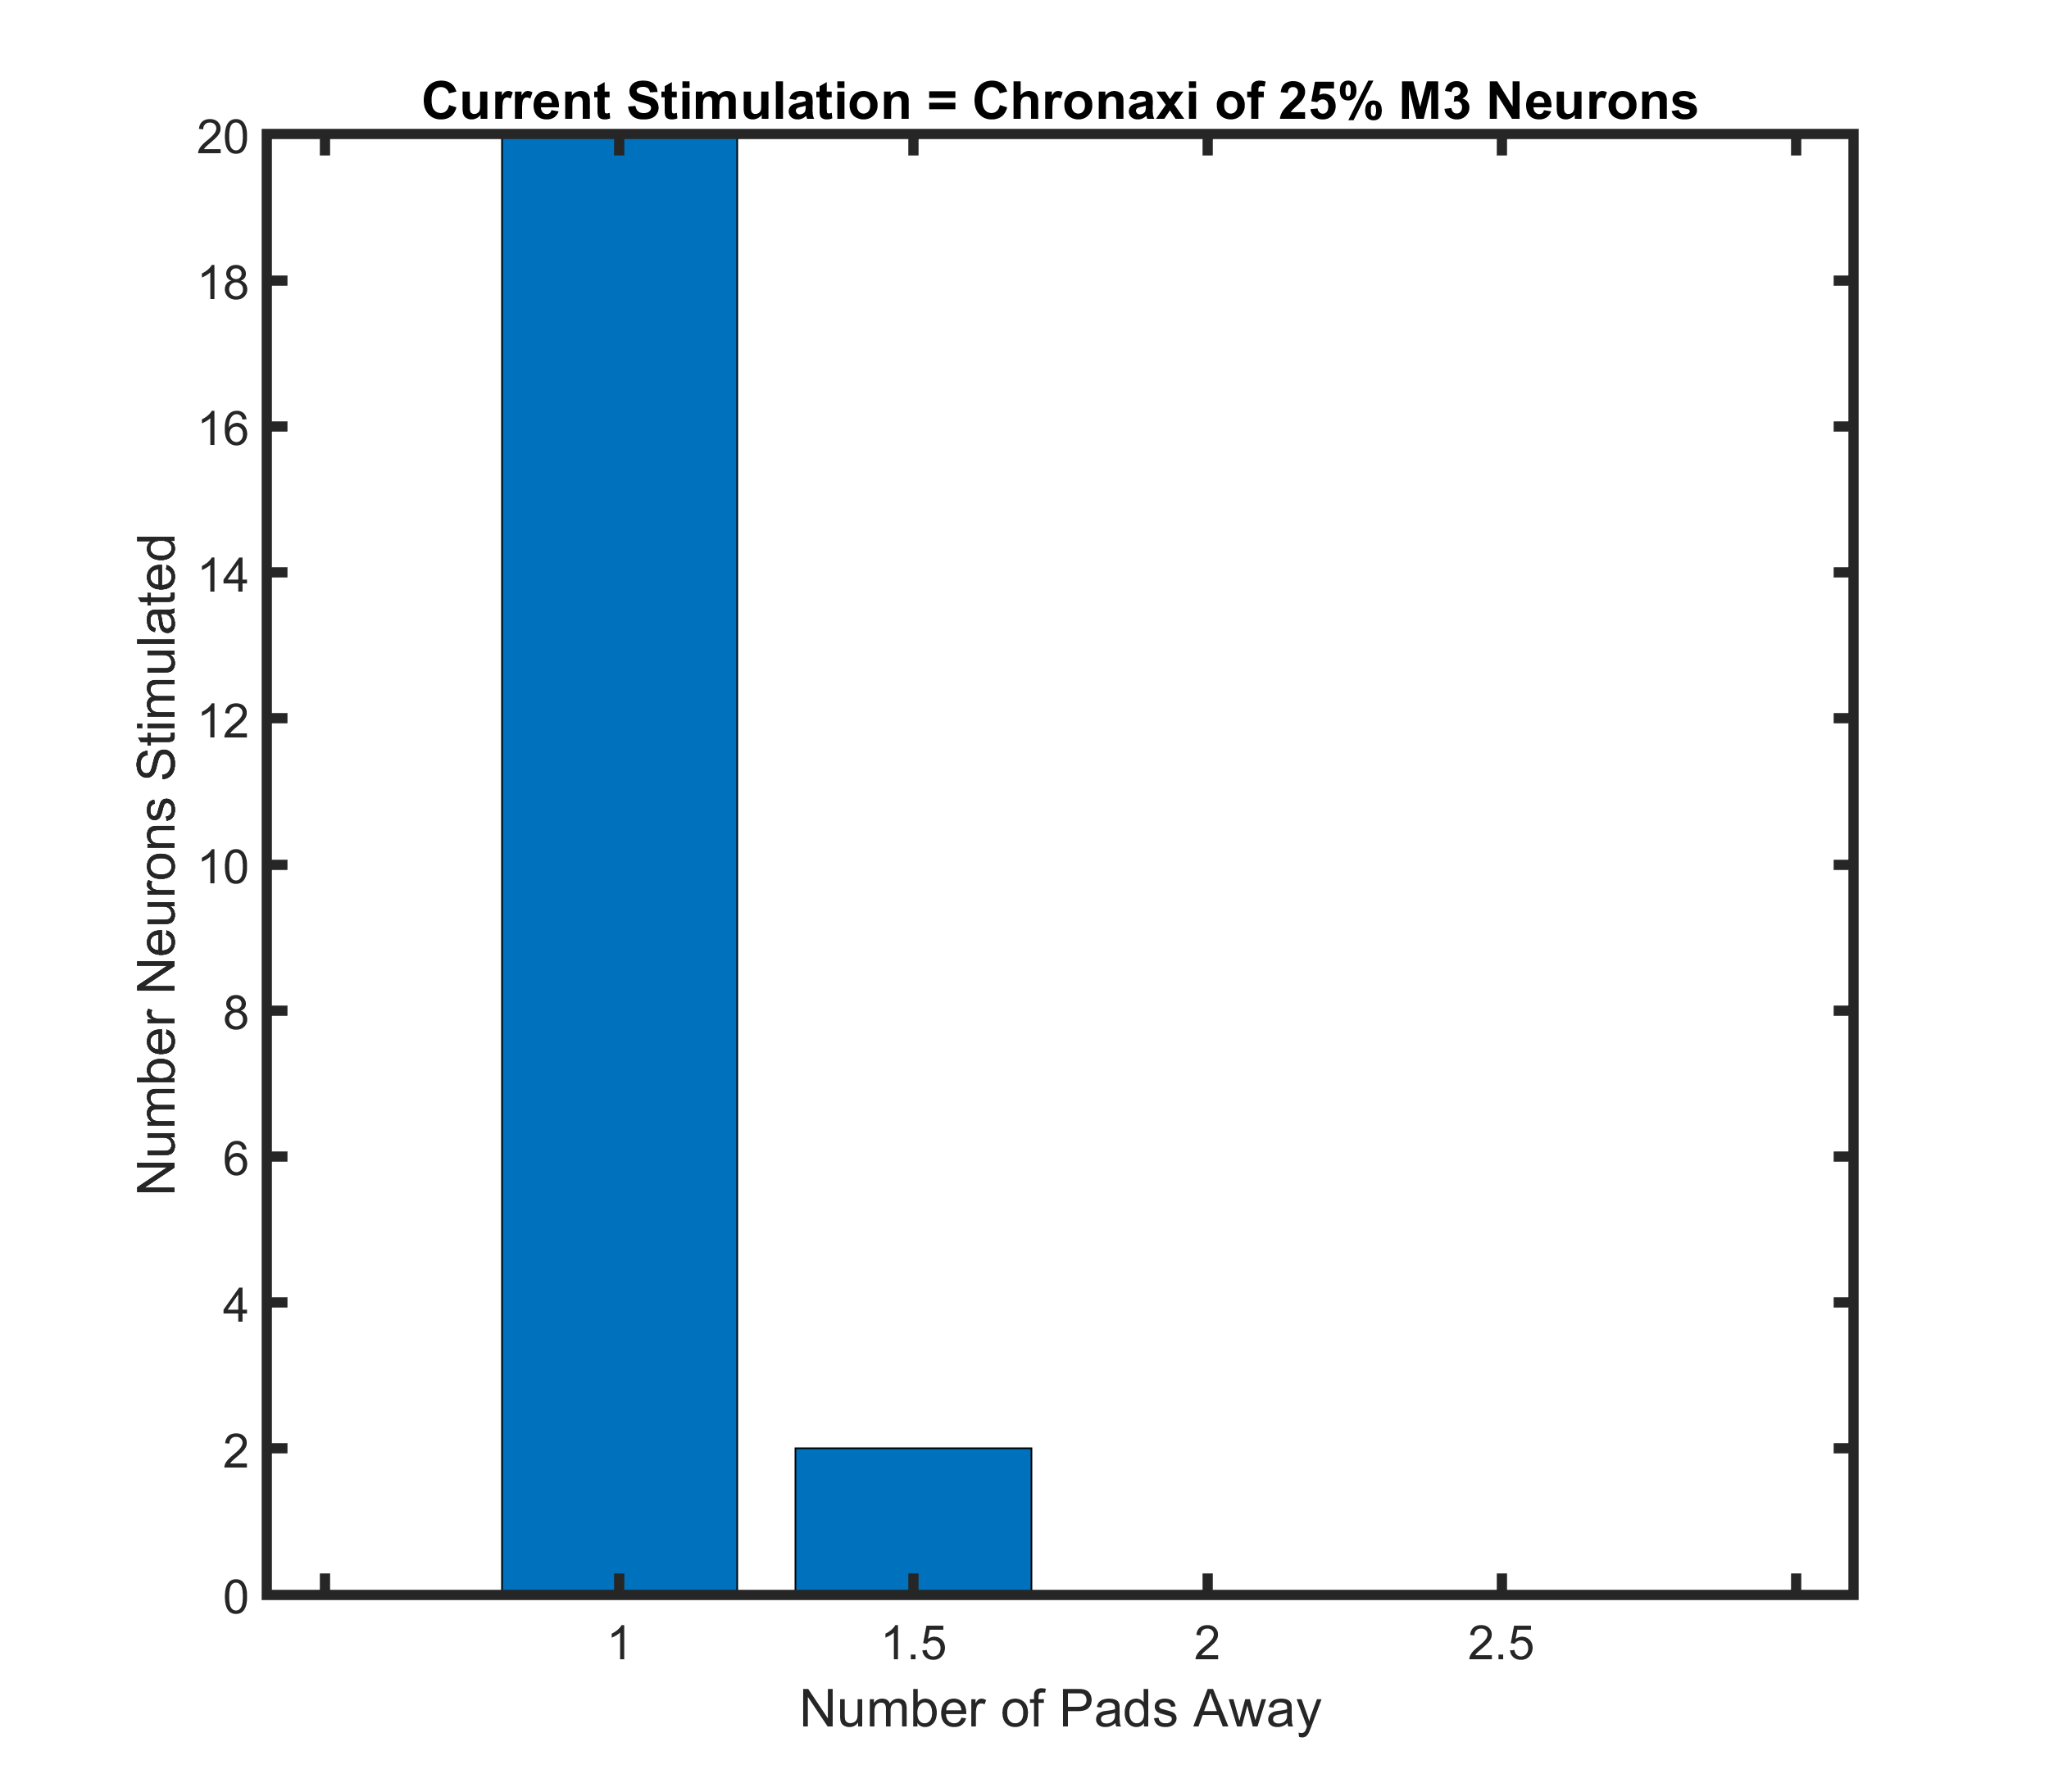 Current Stimulation = Chronaxi of 25% M3 Neurons
20
18
16
14
12
10
8
6
4
2
0
Number Neurons Stimulated
1 1.5 2 2.5
Number of Pads Away